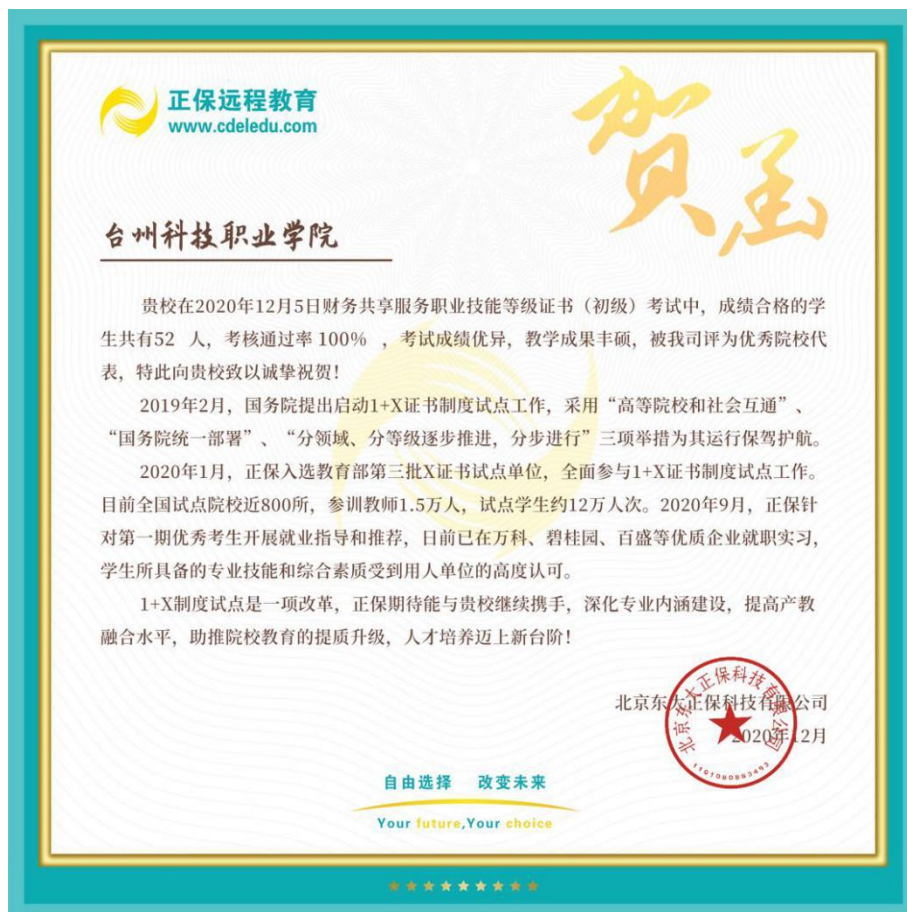 正保远程教育
www.cdeledu.com
贺函
台州科技职业学院
贵校在2020年12月5日财务共享服务职业技能等级证书（初级）考试中，成绩合格的学
生共有52 人，考核通过率 100% ，考试成绩优异，教学成果丰硕，被我司评为优秀院校代
表，特此向贵校致以诚挚祝贺！
2019年2月，国务院提出启动1+X证书制度试点工作，采用“高等院校和社会互通”、
“国务院统一部署”、“分领域、分等级逐步推进，分步进行”三项举措为其运行保驾护航。
2020年1月，正保入选教育部第三批X证书试点单位，全面参与1+X证书制度试点工作。
目前全国试点院校近800所，参训教师1.5万人，试点学生约12万人次。2020年9月，正保针
对第一期优秀考生开展就业指导和推荐，日前已在万科、碧桂园、百盛等优质企业就职实习，
学生所具备的专业技能和综合素质受到用人单位的高度认可。
1+X制度试点是一项改革，正保期待能与贵校继续携手，深化专业内涵建设，提高产教
融合水平，助推院校教育的提质升级，人才培养迈上新台阶！
北京东大正保科技有限公司
2020年12月
北京东大正保科技有限公司
自由选择 改变未来
Your future,Your choice